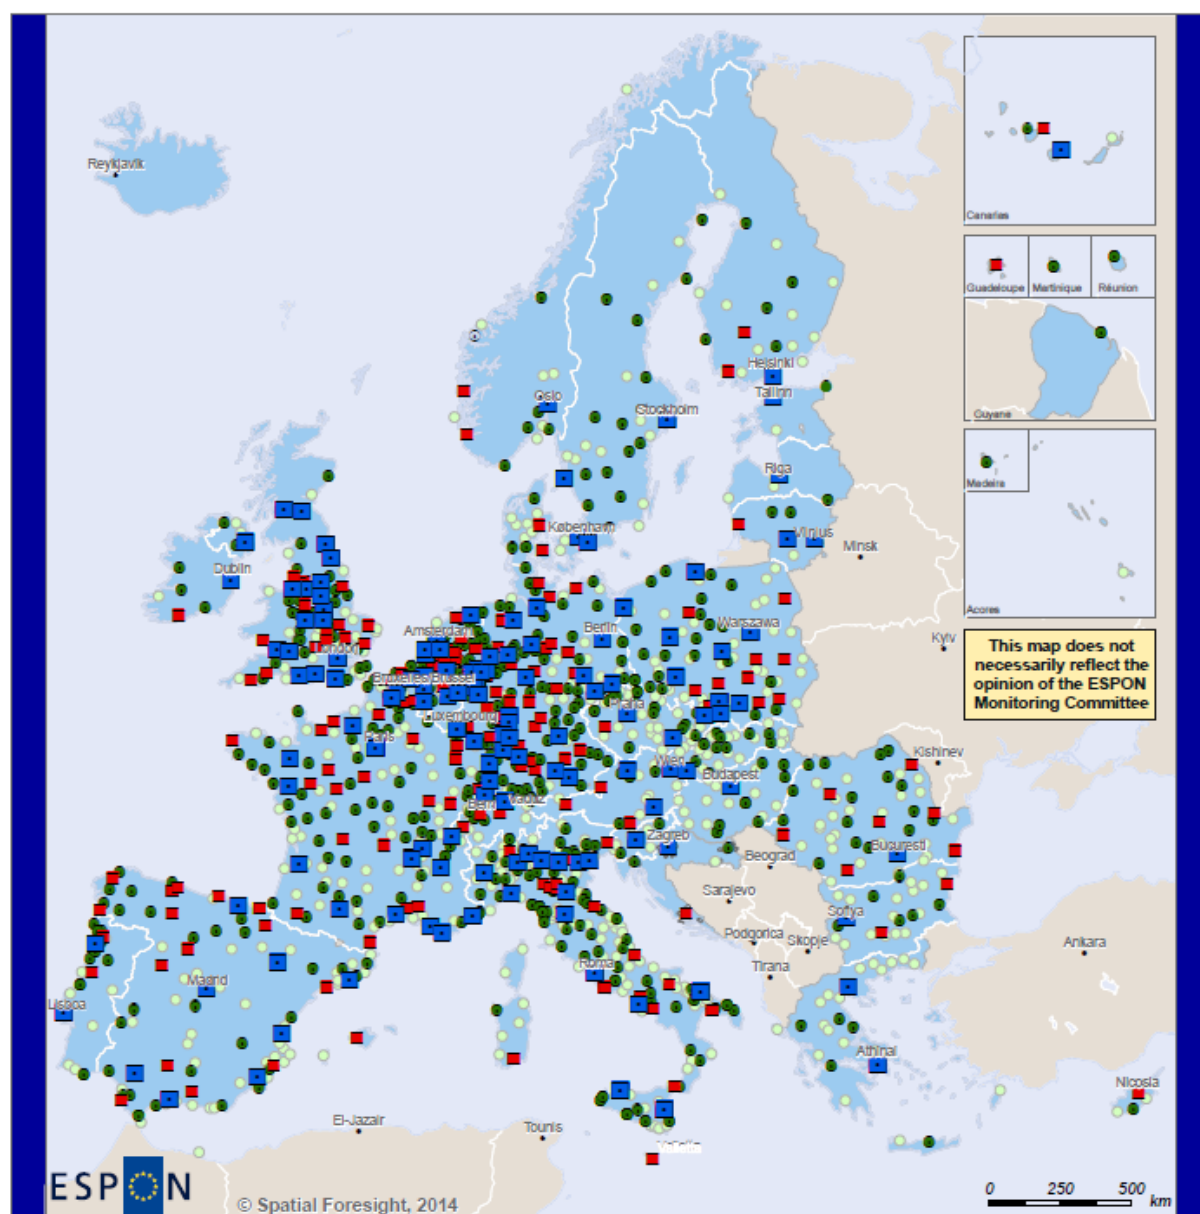 Reykjavik
Canarias
Guadeloupe
Martinique
Réunion
Helsinki
Tallinn
Oslo
Stockholm
Guyane
Riga
Madeira
København
Vilnius
Minsk
Dublin
Acores
Amsterdam
Berlin
Warszawa
Kyiv
London
This map does not
necessarily reflect the
opinion of the ESPON
Monitoring Committee
Bruxelles/Brussel
Luxembourg
Praha
Paris
Kishinev
Wien
Budapest
Bern
Vaduz
Zagreb
Bucuresti
Beograd
Sarajevo
Sofiya
Podgorica
Skopje
Ankara
Tirana
Roma
Madrid
Lisboa
Athinai
Nicosia
El-Jazair
Tounis
Valletta
ESPON
© Spatial Foresight, 2014
0 250 500
km